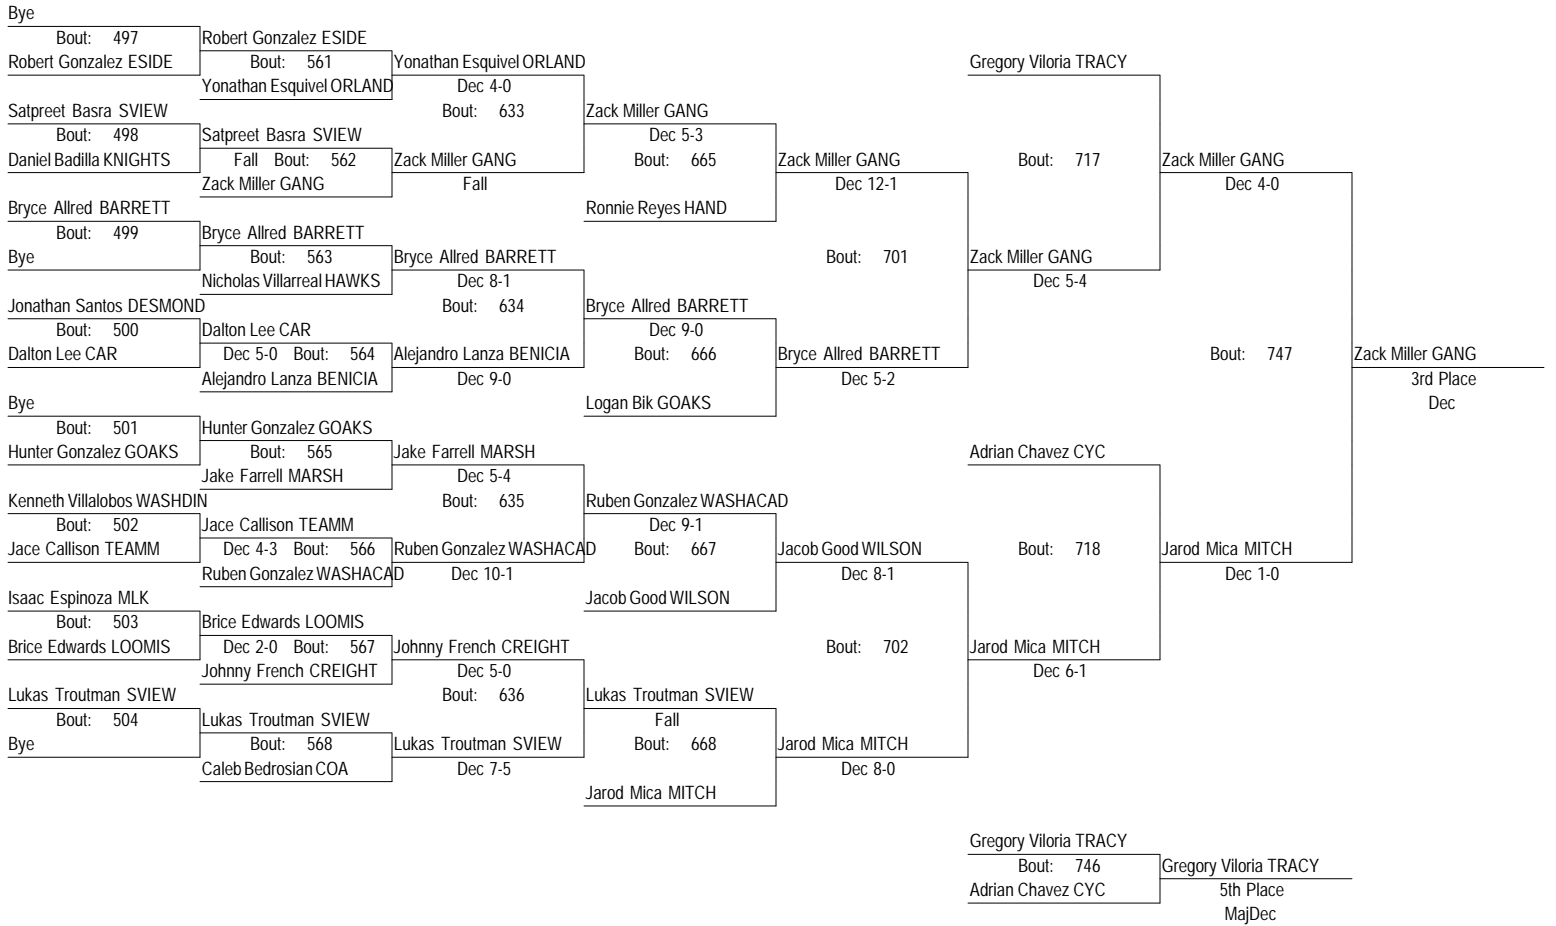 Bye
Bout: 497
Robert Gonzalez ESIDE
Robert Gonzalez ESIDE
Bout: 561
Yonathan Esquivel ORLAND
Yonathan Esquivel ORLAND
Dec 4-0
Bout: 633
Satpreet Basra SVIEW
Bout: 498
Daniel Badilla KNIGHTS
Satpreet Basra SVIEW
Fall Bout: 562
Zack Miller GANG
Zack Miller GANG
Fall
Zack Miller GANG
Dec 5-3
Bout: 665
Ronnie Reyes HAND
Zack Miller GANG
Dec 12-1
Bryce Allred BARRETT
Bout: 499
Bye
Bryce Allred BARRETT
Bout: 563
Nicholas Villarreal HAWKS
Bryce Allred BARRETT
Dec 8-1
Bout: 634
Jonathan Santos DESMOND
Bout: 500
Dalton Lee CAR
Dalton Lee CAR
Dec 5-0 Bout: 564
Alejandro Lanza BENICIA
Alejandro Lanza BENICIA
Dec 9-0
Bryce Allred BARRETT
Dec 9-0
Bout: 666
Logan Bik GOAKS
Bryce Allred BARRETT
Dec 5-2
Bout: 701
Gregory Viloria TRACY
Bout: 717
Zack Miller GANG
Dec 5-4
Zack Miller GANG
Dec 4-0
Bye
Bout: 501
Hunter Gonzalez GOAKS
Hunter Gonzalez GOAKS
Bout: 565
Jake Farrell MARSH
Jake Farrell MARSH
Dec 5-4
Bout: 635
Kenneth Villalobos WASHDIN
Bout: 502
Jace Callison TEAMM
Jace Callison TEAMM
Dec 4-3 Bout: 566
Ruben Gonzalez WASHACAD
Ruben Gonzalez WASHACAD
Dec 10-1
Ruben Gonzalez WASHACAD
Dec 9-1
Bout: 667
Jacob Good WILSON
Jacob Good WILSON
Dec 8-1
Isaac Espinoza MLK
Bout: 503
Brice Edwards LOOMIS
Brice Edwards LOOMIS
Dec 2-0 Bout: 567
Johnny French CREIGHT
Johnny French CREIGHT
Dec 5-0
Bout: 636
Lukas Troutman SVIEW
Bout: 504
Bye
Lukas Troutman SVIEW
Bout: 568
Caleb Bedrosian COA
Lukas Troutman SVIEW
Dec 7-5
Lukas Troutman SVIEW
Fall
Bout: 668
Jarod Mica MITCH
Jarod Mica MITCH
Dec 8-0
Bout: 702
Adrian Chavez CYC
Bout: 718
Jarod Mica MITCH
Dec 6-1
Jarod Mica MITCH
Dec 1-0
Bout: 747
Zack Miller GANG
3rd Place
Dec
Gregory Viloria TRACY
Bout: 746
Adrian Chavez CYC
Gregory Viloria TRACY
5th Place
MajDec